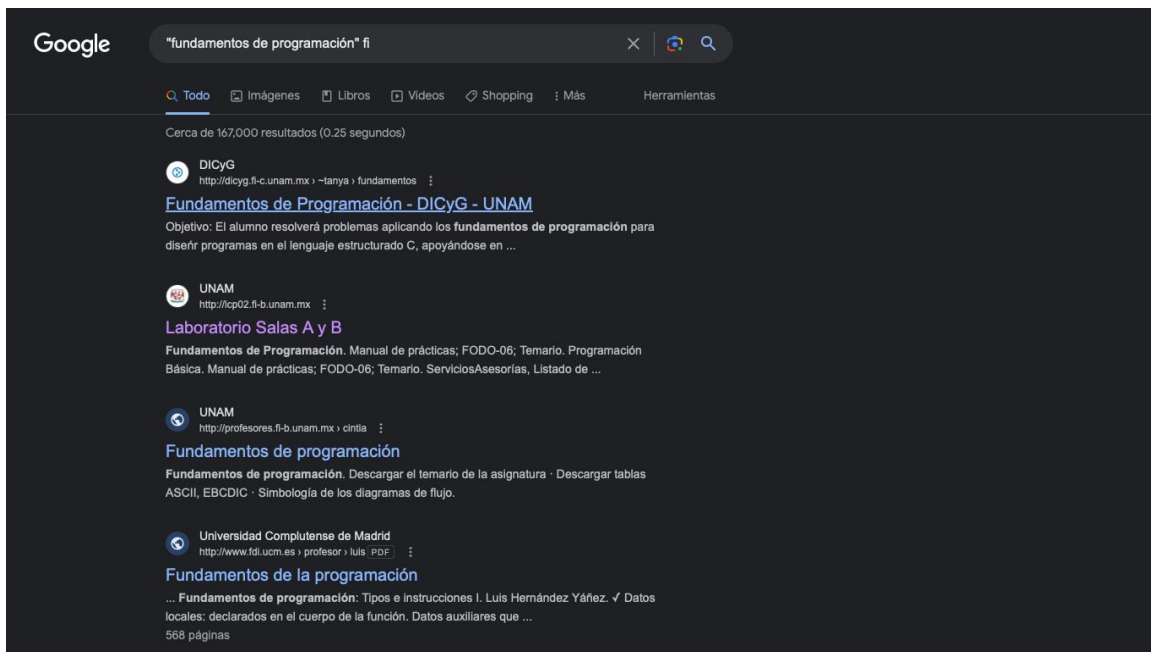 Google
"fundamentos de programación" fi
Todo Imágenes Libros Videos Shopping Más Herramientas
Cerca de 167,000 resultados (0.25 segundos)
DICyG
http://dicyg.fi-c.unam.mx › ~tanya › fundamentos
Fundamentos de Programación - DICyG - UNAM
Objetivo: El alumno resolverá problemas aplicando los fundamentos de programación para
diseñr programas en el lenguaje estructurado C, apoyándose en ...
UNAM
http://lcp02.fi-b.unam.mx
Laboratorio Salas A y B
Fundamentos de Programación. Manual de prácticas; FODO-06; Temario. Programación
Básica. Manual de prácticas; FODO-06; Temario. ServiciosAsesorías, Listado de ...
UNAM
http://profesores.fi-b.unam.mx › cintia
Fundamentos de programación
Fundamentos de programación. Descargar el temario de la asignatura · Descargar tablas
ASCII, EBCDIC · Simbología de los diagramas de flujo.
Universidad Complutense de Madrid
http://www.fdi.ucm.es › profesor › luis PDF
Fundamentos de la programación
... Fundamentos de programación: Tipos e instrucciones I. Luis Hernández Yáñez. ✓ Datos
locales: declarados en el cuerpo de la función. Datos auxiliares que ...
568 páginas